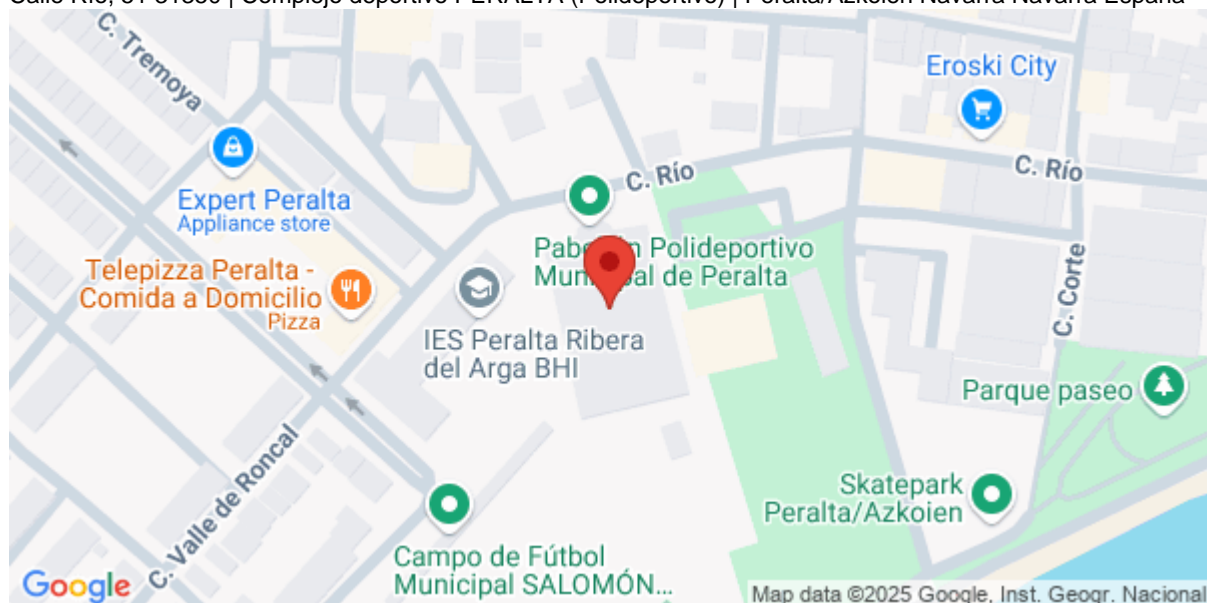 C. Tremoya
Eroski City
C. Río
C. Río
Expert Peralta
Appliance store
Polideportivo
Municipal de Peralta
Telepizza Peralta -
Comida a Domicilio
Pizza
IES Peralta Ribera
del Arga BHI
C. Corte
Parque paseo
C. Valle de Roncal
Skatepark
Peralta/Azkoien
Campo de Fútbol
Municipal SALOMÓN...
Google
Map data ©2025 Google, Inst. Geogr. Nacional